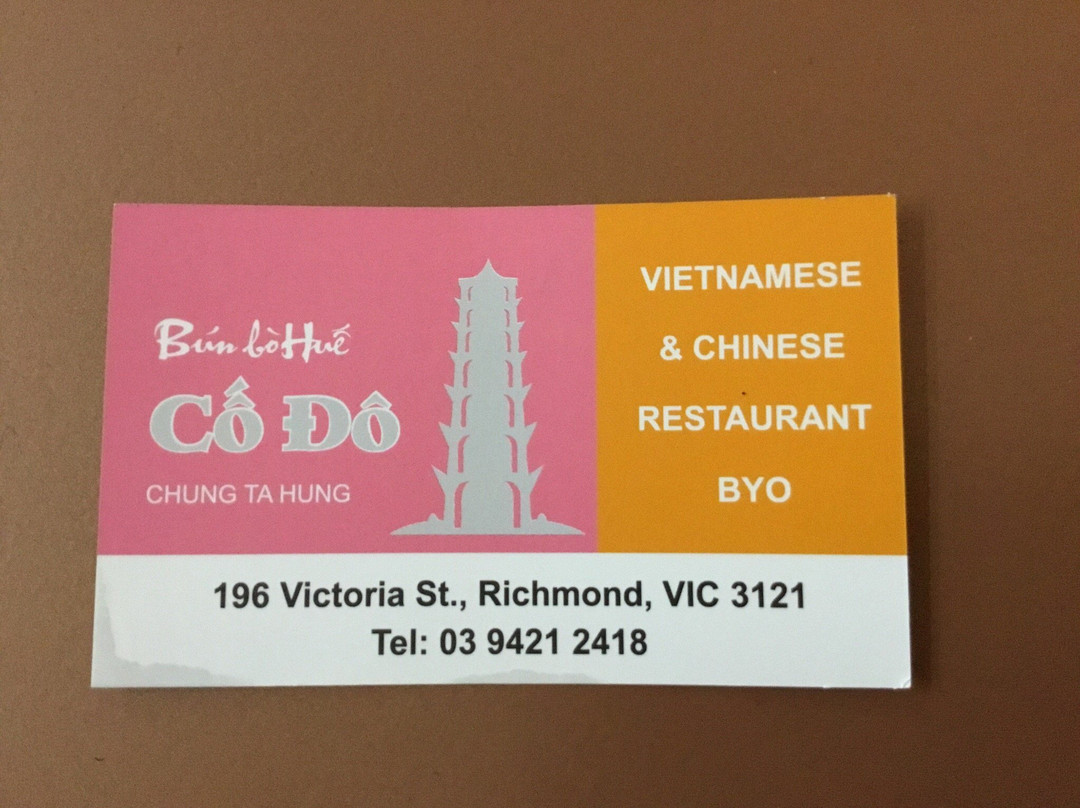 Bún bò Huế
Cố Đô
CHUNG TA HUNG
VIETNAMESE
& CHINESE
RESTAURANT
BYO
196 Victoria St., Richmond, VIC 3121
Tel: 03 9421 2418